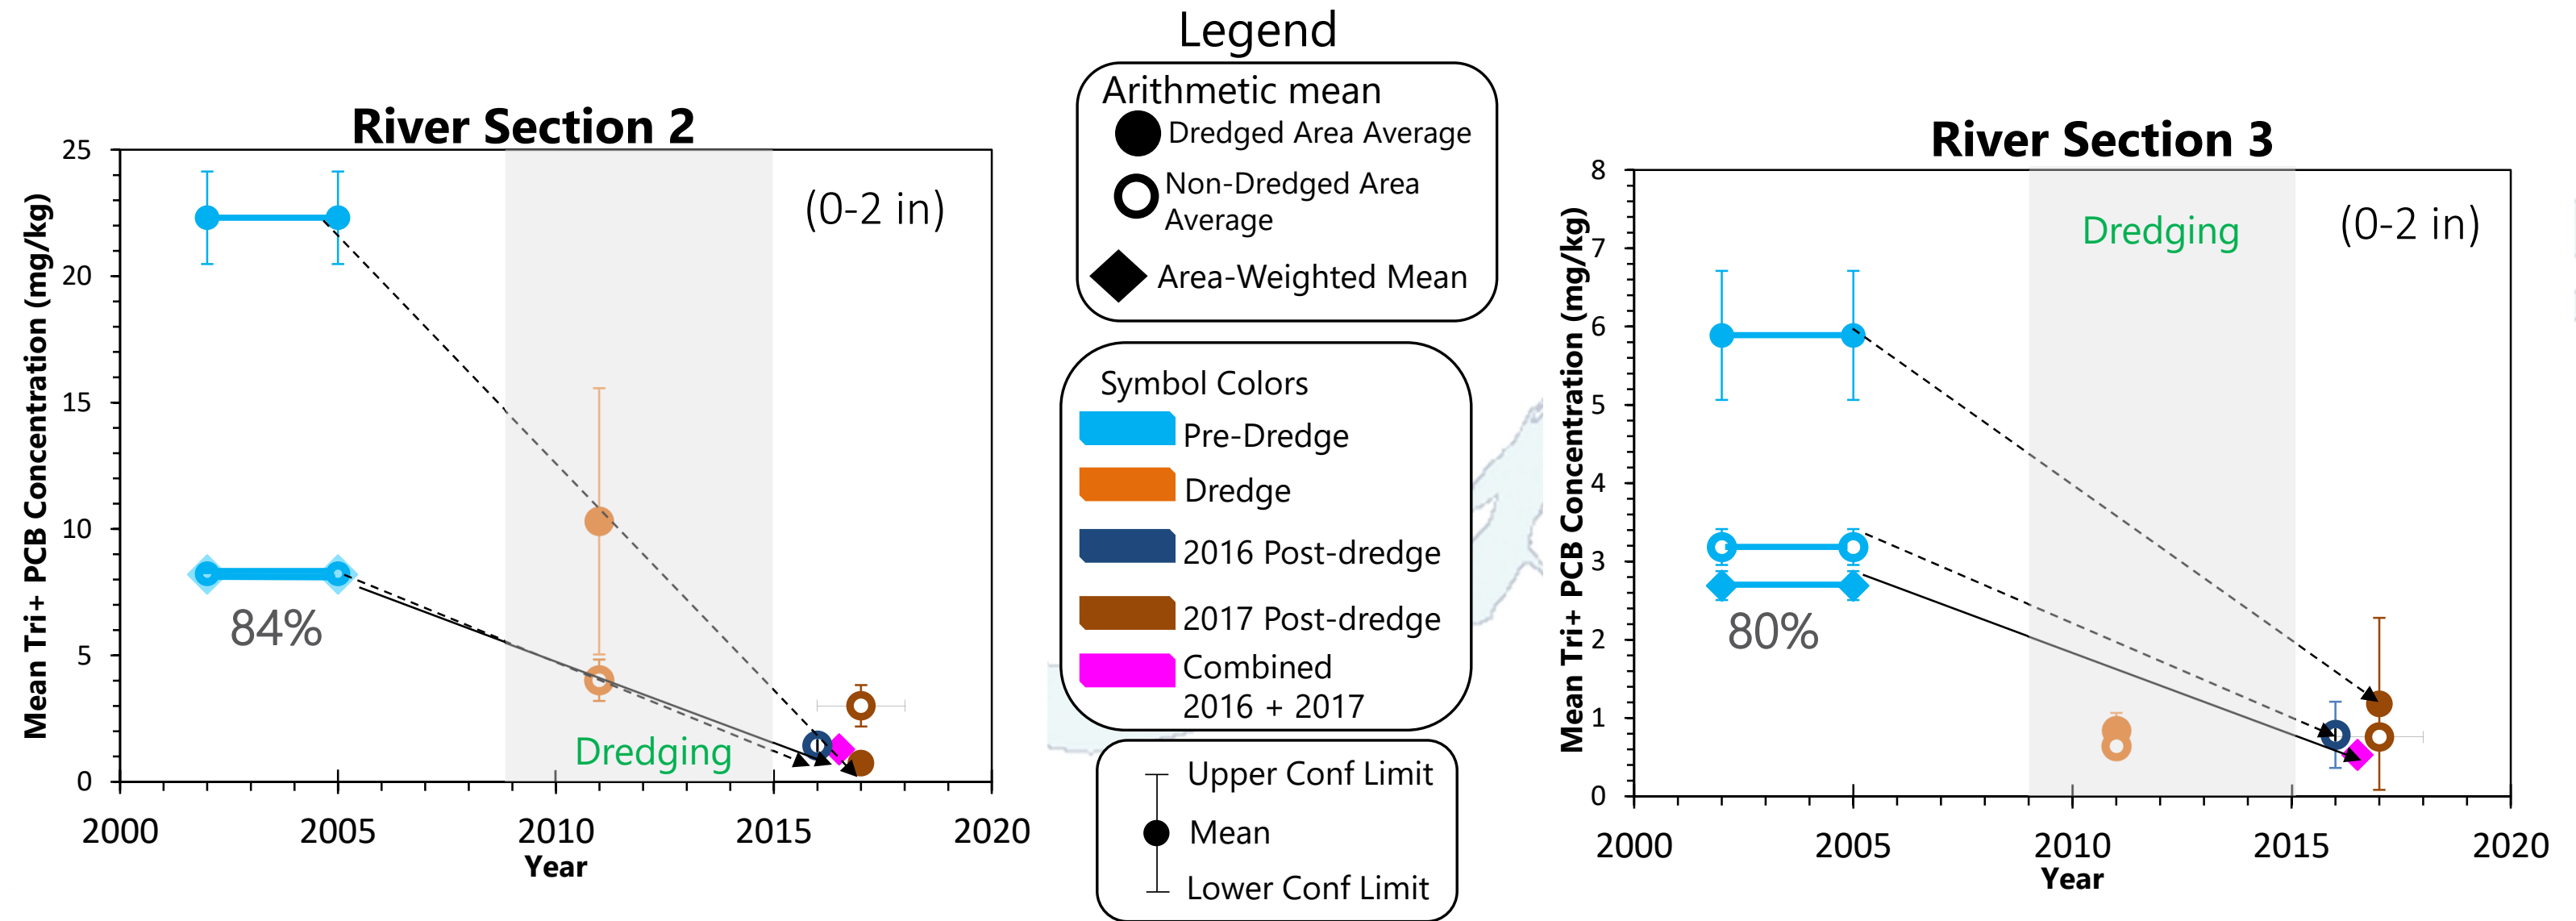 River Section 2
Mean Tri+ PCB Concentration (mg/kg)
25
20
15
10
5
0
(0-2 in)
84%
Dredging
2000
2005
2010
2015
2020
Year
Legend
Arithmetic mean
Dredged Area Average
Non-Dredged Area
Average
Area-Weighted Mean
Symbol Colors
Pre-Dredge
Dredge
2016 Post-dredge
2017 Post-dredge
Combined
2016 + 2017
Upper Conf Limit
Mean
Lower Conf Limit
River Section 3
Mean Tri+ PCB Concentration (mg/kg)
8
7
6
5
4
3
2
1
0
Dredging
(0-2 in)
80%
2000
2005
2010
2015
2020
Year